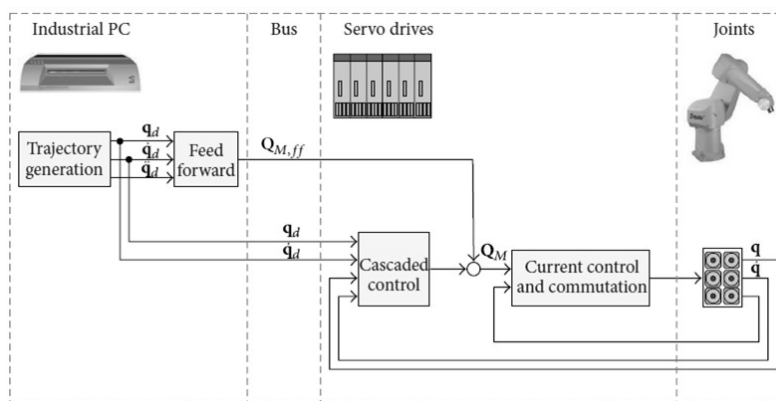 Industrial PC
Bus
Servo drives
Joints
q_d
q̇_d
q̈_d
Trajectory
generation
Feed
forward
Q_{M,ff}
q_d
q̇_d
Cascaded
control
Q_M
Current control
and commutation
q
q̇